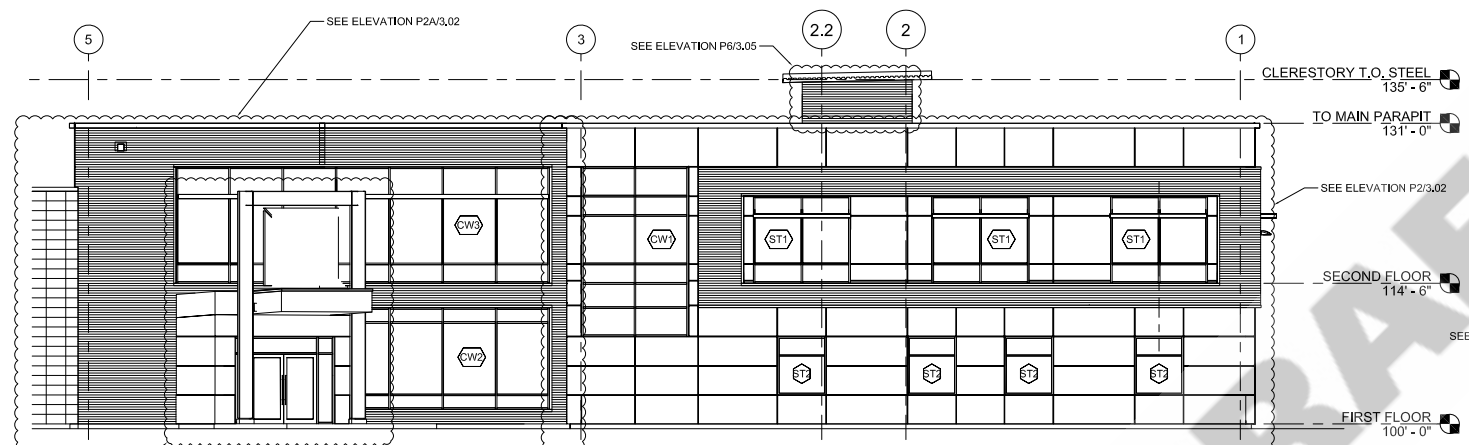 SEE ELEVATION P2A/3.02
5
3
2.2
2
1
SEE ELEVATION P6/3.05
CLERESTORY T.O. STEEL
135' - 6"
TO MAIN PARAPIT
131' - 0"
SEE ELEVATION P2/3.02
CW3
CW1
ST1
ST1
ST1
SECOND FLOOR
114' - 6"
SEE
CW2
ST2
ST2
ST2
ST2
FIRST FLOOR
100' - 0"